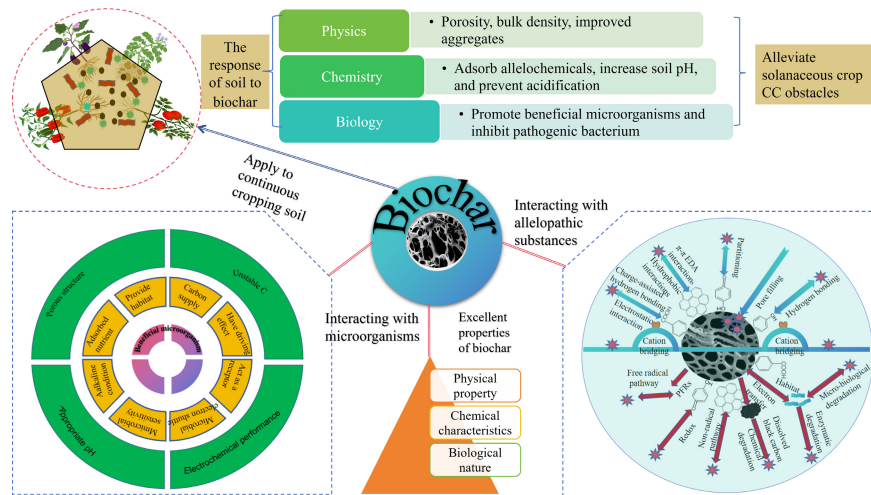 The
response
of soil to
biochar
Physics
• Porosity, bulk density, improved
aggregates
Chemistry
• Adsorb allelochemicals, increase soil pH,
and prevent acidification
Biology
• Promote beneficial microorganisms and
inhibit pathogenic bacterium
Alleviate
solanaceous crop
CC obstacles
Apply to
continuous
cropping soil
Biochar
Interacting with
allelopathic
substances
Interacting with
microorganisms
Excellent
properties
of biochar
Physical
property
Chemical
characteristics
Biological
nature
Porous structure
Unstable C
Appropriate pH
Electrochemical performance
Provide habitat
Carbon
supply
Have driving
effect
Act as a
receptor
Microbial
electron shuttle
Mmicrobial
sensitivity
Aalkaline
condition
Adsorbed
nutrient
Beneficial microorganism
π-π EDA
interactions
Hydrophobic
interactiops
Charge-assisted
hydrogen bonding
Electrostatic
interaction
Partitioning
Pore filling
Hydrogen bonding
Cation
bridging
Cation
bridging
Free radical
pathway
PFRs
Redox
Non-radical
pathway
Electron
transfer
Chemical
degradation
Dissolved
black carbon
Habitat
Enzymatic
degradation
Micro-biological
degradation